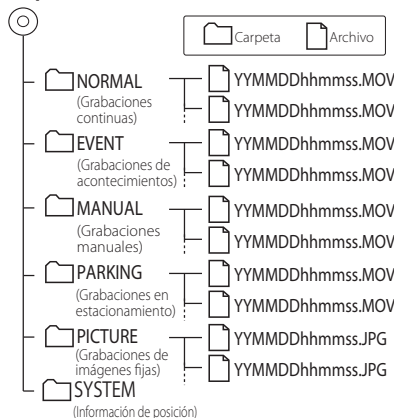 Carpeta Archivo
NORMAL
(Grabaciones
continuas)
YYMMDDhhmmss.MOV
YYMMDDhhmmss.MOV
EVENT
(Grabaciones de
acontecimientos)
YYMMDDhhmmss.MOV
YYMMDDhhmmss.MOV
MANUAL
(Grabaciones
manuales)
YYMMDDhhmmss.MOV
YYMMDDhhmmss.MOV
PARKING
(Grabaciones en
estacionamiento)
YYMMDDhhmmss.MOV
YYMMDDhhmmss.MOV
PICTURE
(Grabaciones de
imágenes fijas)
YYMMDDhhmmss.JPG
YYMMDDhhmmss.JPG
SYSTEM
(Información de posición)